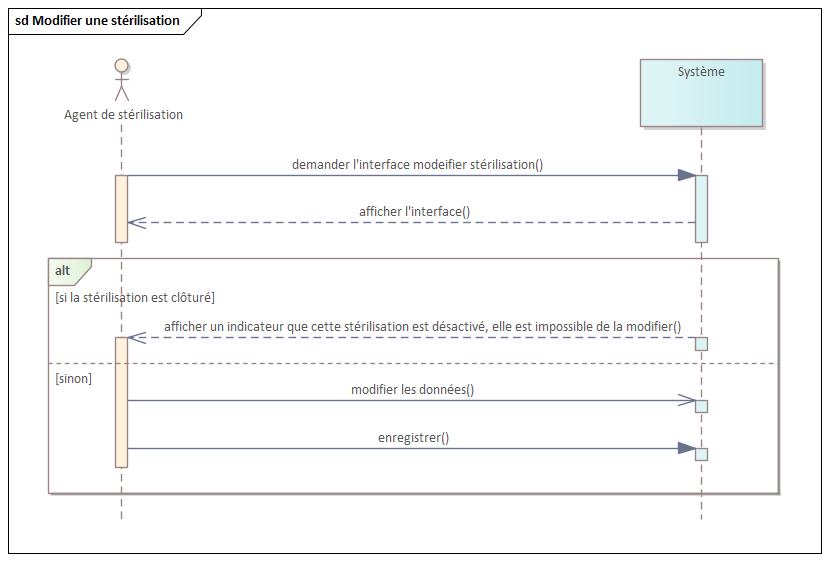 sd Modifier une stérilisation
Système
Agent de stérilisation
demander l'interface modeifier stérilisation()
afficher l'interface()
alt
[si la stérilisation est clôturé]
afficher un indicateur que cette stérilisation est désactivé, elle est impossible de la modifier()
[sinon]
modifier les données()
enregistrer()